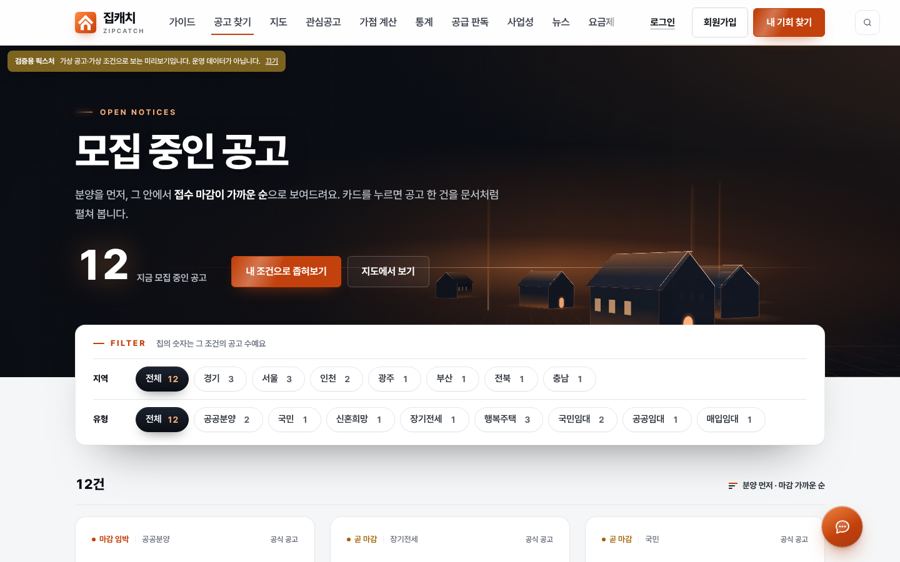 집캐치
ZIPCATCH
가이드 공고 찾기 지도 관심공고 가점 계산 통계 공급 판독 사업성 뉴스 요금제 로그인 회원가입 내 기회 찾기
검증용 픽스처 가상 공고·가상 조건으로 보는 미리보기입니다. 운영 데이터가 아닙니다. 끄기
OPEN NOTICES
모집 중인 공고
분양을 먼저, 그 안에서 접수 마감이 가까운 순으로 보여드려요. 카드를 누르면 공고 한 건을 문서처럼
펼쳐 봅니다.
12 지금 모집 중인 공고 내 조건으로 좁혀보기 지도에서 보기
FILTER 칩의 숫자는 그 조건의 공고 수예요
지역 전체 12 경기 3 서울 3 인천 2 광주 1 부산 1 전북 1 충남 1
유형 전체 12 공공분양 2 국민 1 신혼희망 1 장기전세 1 행복주택 3 국민임대 2 공공임대 1 매입임대 1
12건 분양 먼저 · 마감 가까운 순
마감 임박 공공분양 공식 공고 곧 마감 장기전세 공식 공고 곧 마감 국민 공식 공고